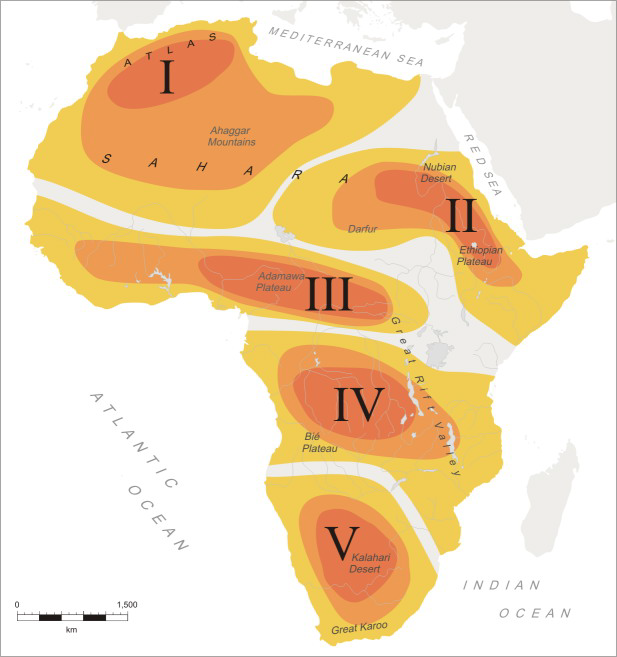 MEDITERRANEAN SEA
ATLAS
I
Ahaggar
Mountains
SAHARA
RED SEA
Nubian
Desert
II
Darfur
Ethiopian
Plateau
Adamawa
Plateau
III
Great Rift Valley
IV
Bié
Plateau
ATLANTIC
OCEAN
V
Kalahari
Desert
Great Karoo
INDIAN
OCEAN
0 1,500
km